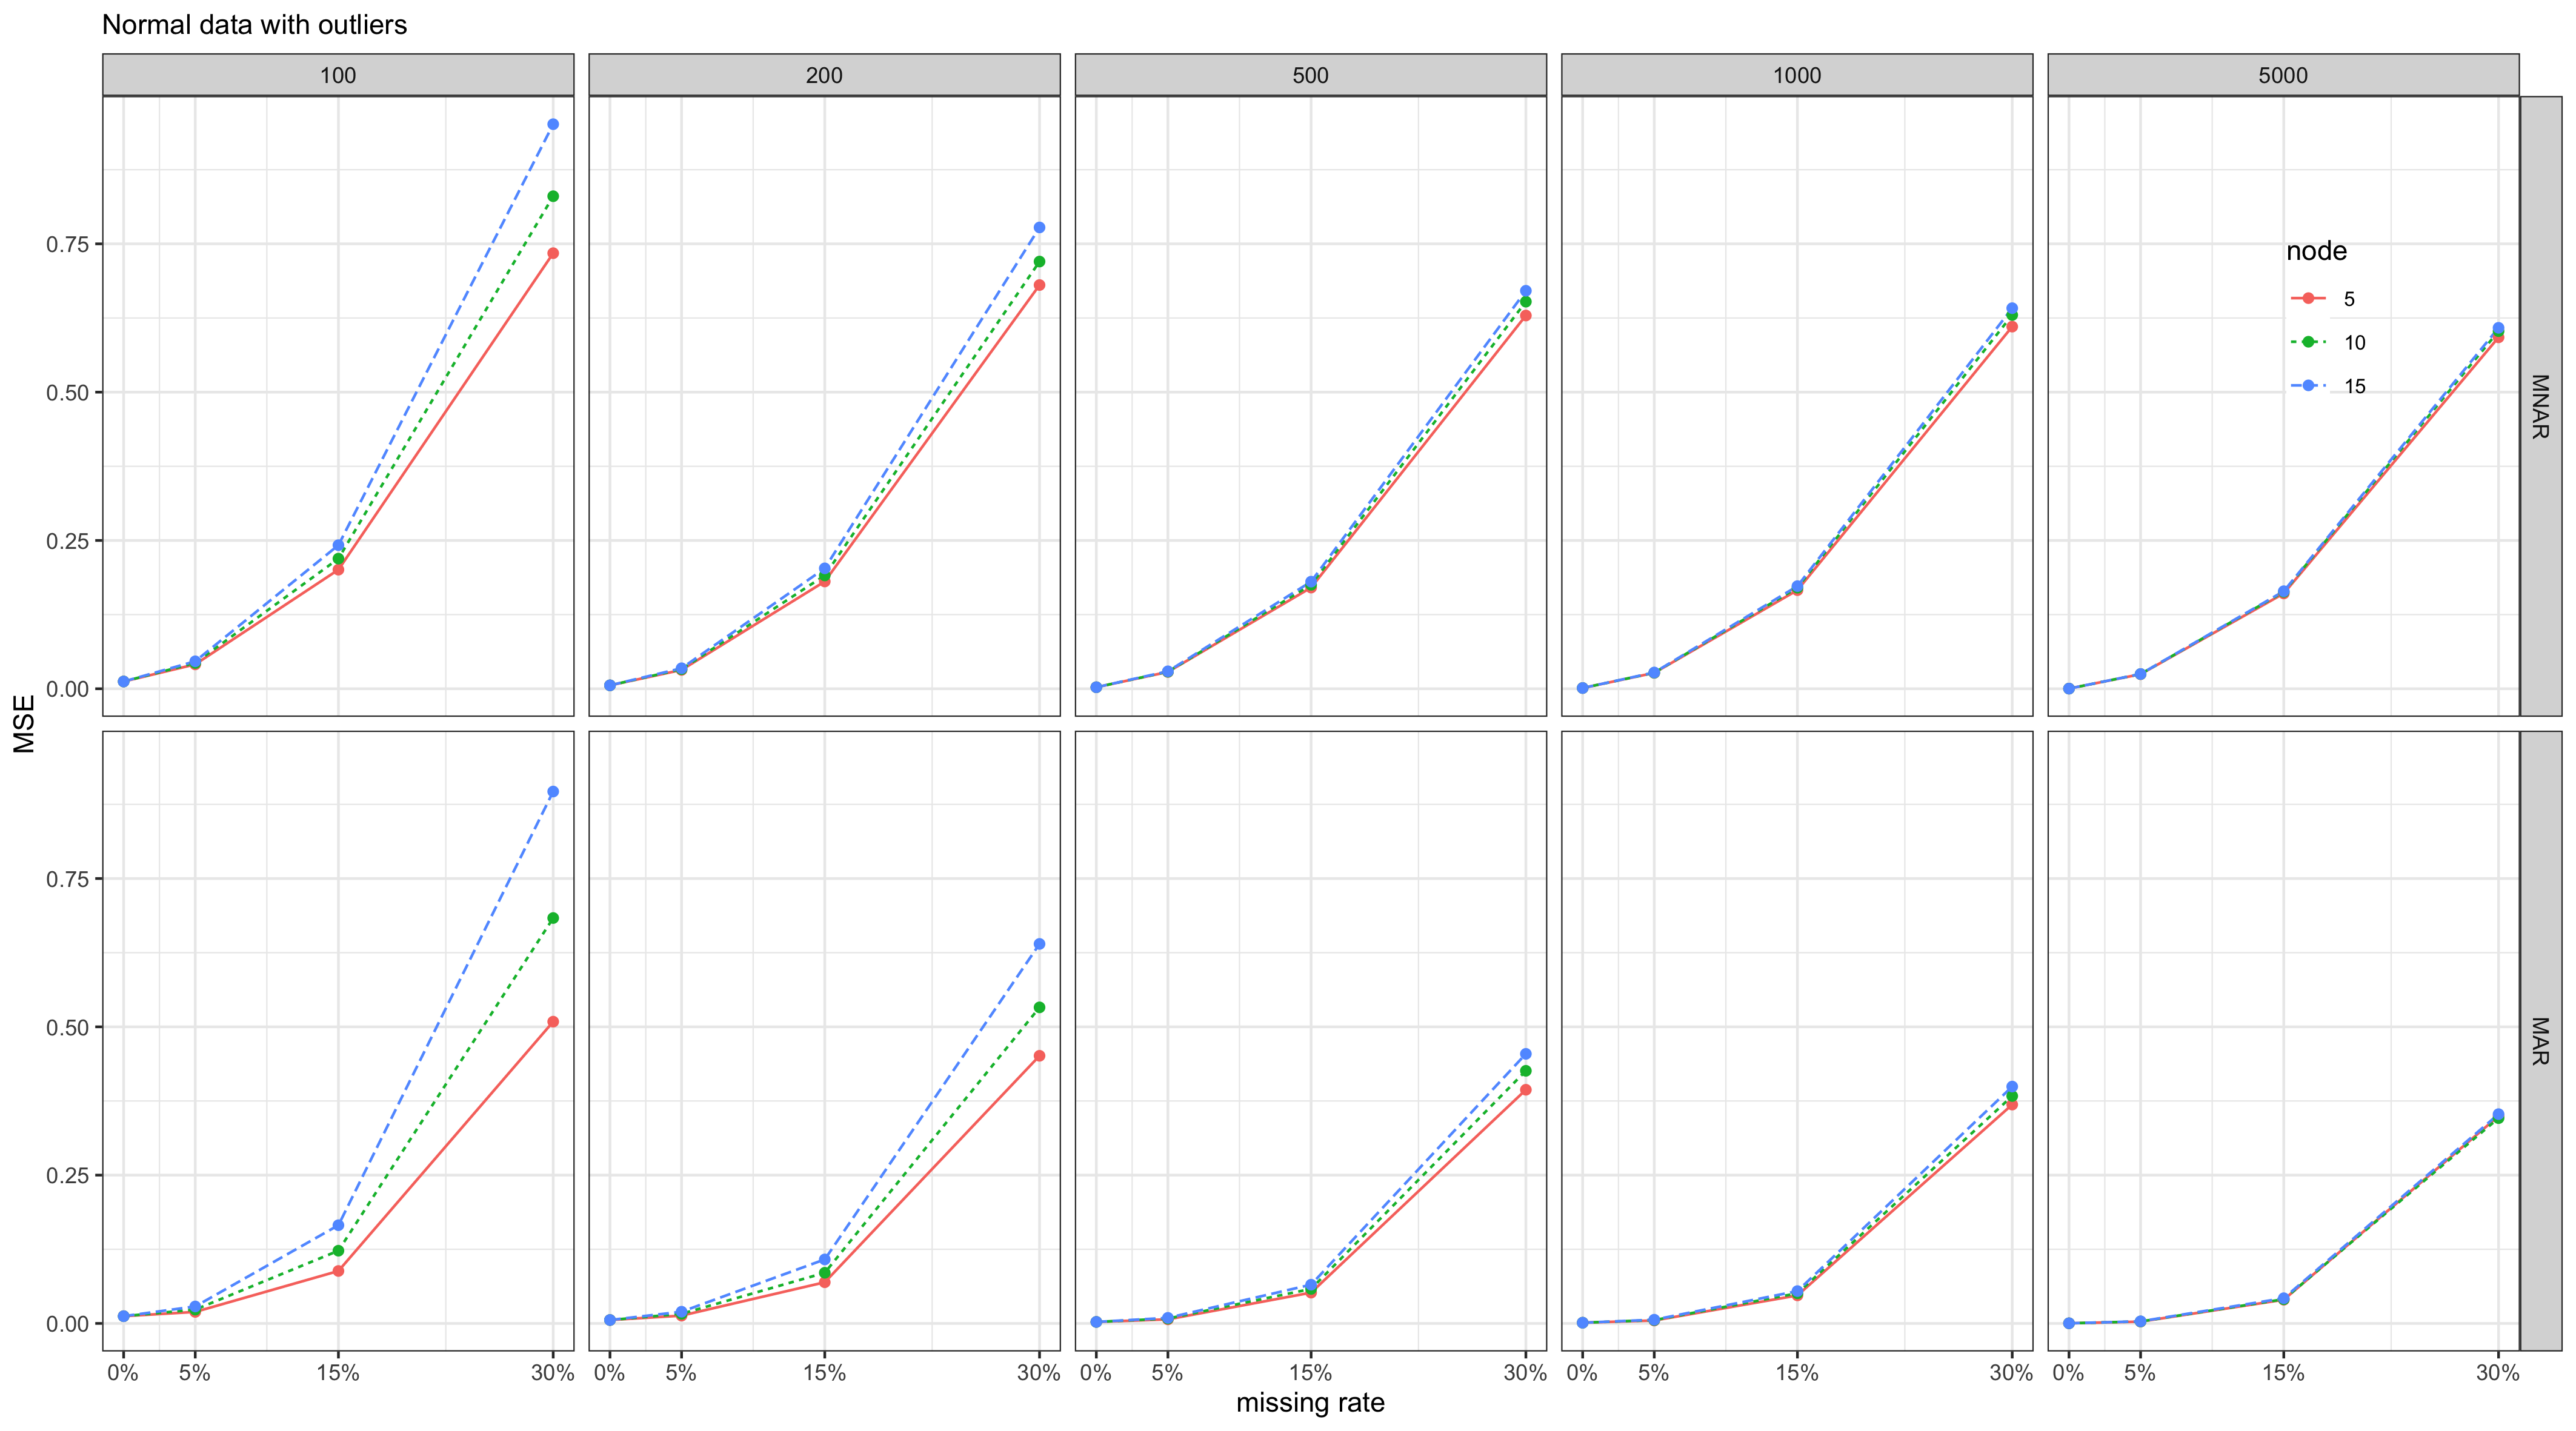 Normal data with outliers
100 200 500 1000 5000
0.75
0.50
0.25
0.00
MNAR
node
5
10
15
MSE
0.75
0.50
0.25
0.00
MAR
0% 5% 15% 30% 0% 5% 15% 30% 0% 5% 15% 30% 0% 5% 15% 30% 0% 5% 15% 30%
missing rate